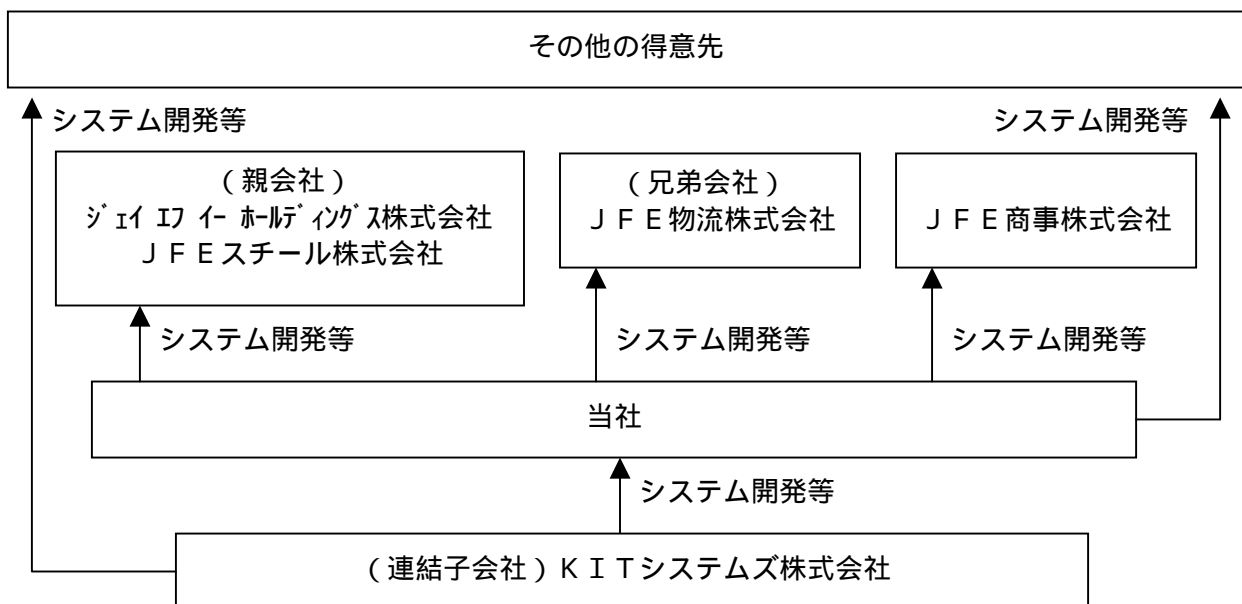 その他の得意先
システム開発等
システム開発等
(親会社)
ｼﾞｪｲ ｴﾌ ｲｰ ﾎｰﾙﾃﾞｨﾝｸﾞｽ株式会社
ＪＦＥスチール株式会社
(兄弟会社)
ＪＦＥ物流株式会社
ＪＦＥ商事株式会社
システム開発等
システム開発等
システム開発等
当社
システム開発等
(連結子会社)ＫＩＴシステムズ株式会社